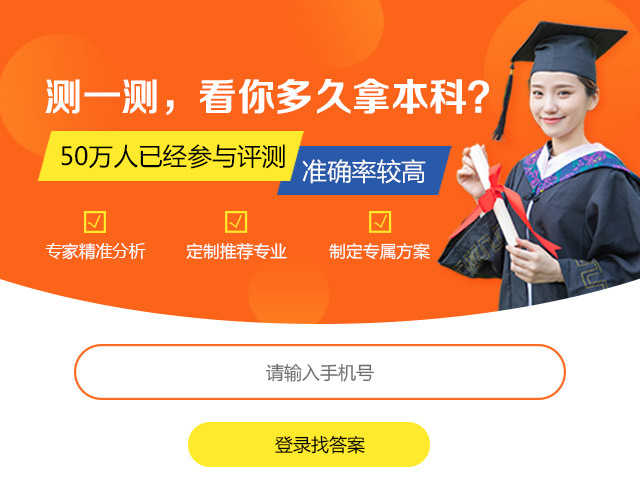 测一测，看你多久拿本科？
50万人已经参与评测
准确率较高
专家精准分析
定制推荐专业
制定专属方案
请输入手机号
登录找答案